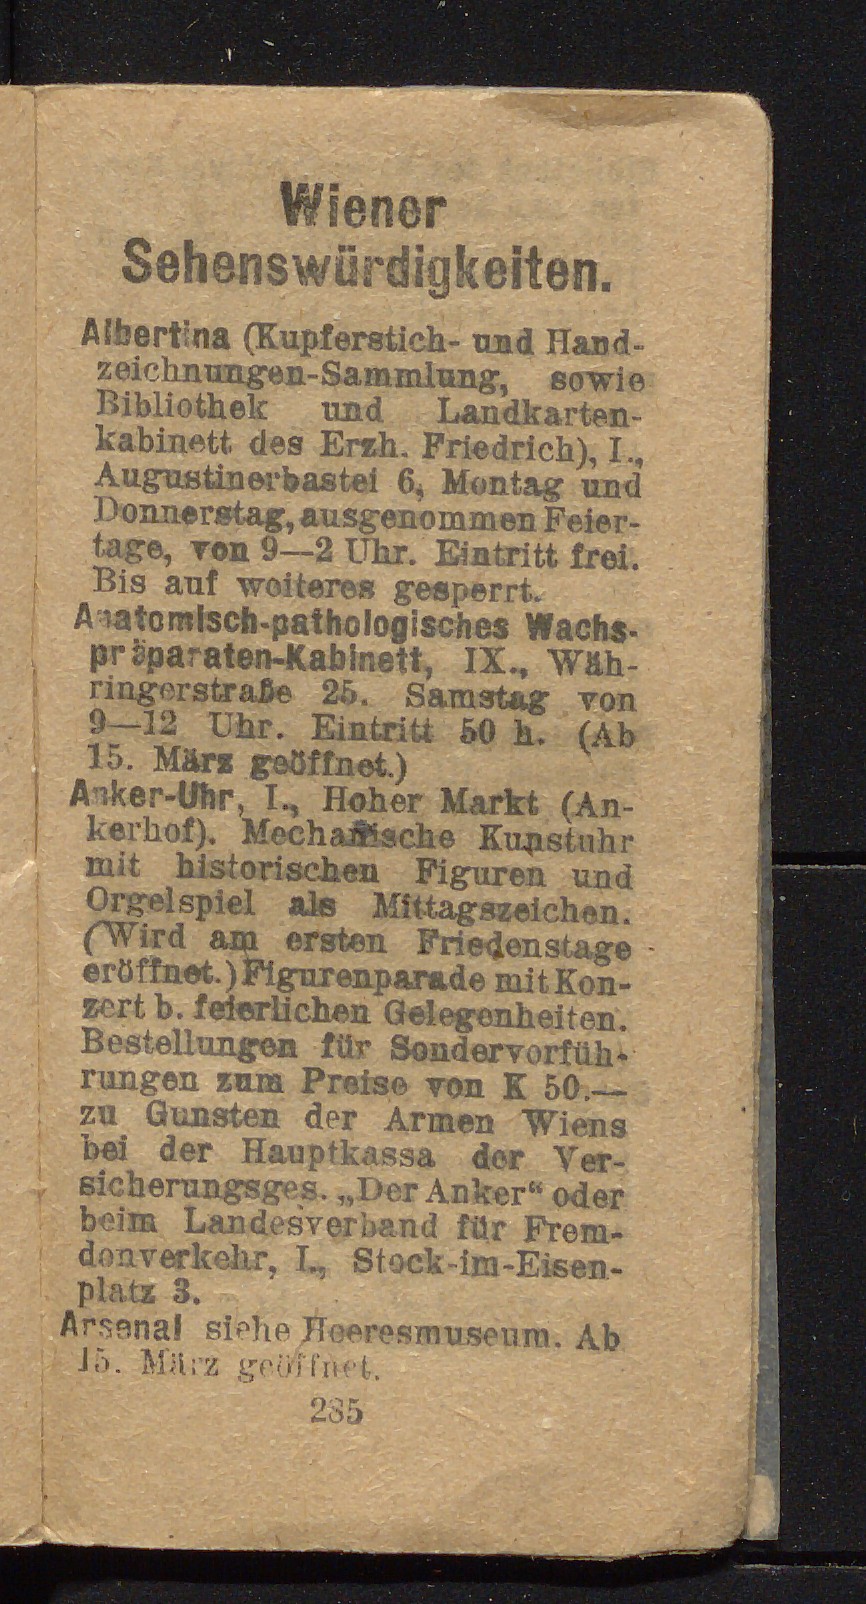 Wiener
Sehenswürdigkeiten.
Albertina (Kupferstich- und Hand-
zeichnungen-Sammlung, sowie
Bibliothek und Landkarten-
kabinett des Erzh. Friedrich), I.,
Augustinerbastei 6, Montag und
Donnerstag, ausgenommen Feier-
tage, von 9—2 Uhr. Eintritt frei.
Bis auf weiteres gesperrt.
Anatomisch-pathologisches Wachs-
präparaten-Kabinett, IX., Wäh-
ringerstraße 25. Samstag von
9—12 Uhr. Eintritt 50 h. (Ab
15. März geöffnet.)
Anker-Uhr, I., Hoher Markt (An-
kerhof). Mechanische Kunstuhr
mit historischen Figuren und
Orgelspiel als Mittagszeichen.
(Wird am ersten Friedenstage
eröffnet.) Figurenparade mit Kon-
zert b. feierlichen Gelegenheiten.
Bestellungen für Sondervorfüh-
rungen zum Preise von K 50.—
zu Gunsten der Armen Wiens
bei der Hauptkassa der Ver-
sicherungsges. „Der Anker“ oder
beim Landesverband für Frem-
denverkehr, I., Stock-im-Eisen-
platz 3.
Arsenal siehe Heeresmuseum. Ab
15. März geöffnet.
285